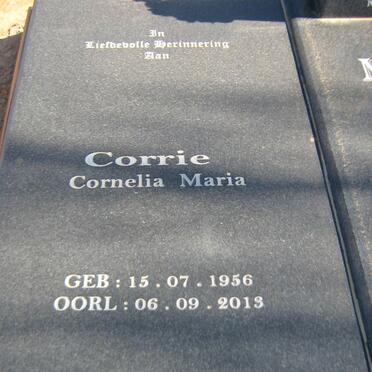 In
Liefdevolle Herinnering
Aan
Corrie
Cornelia Maria
GEB : 15 . 07 . 1956
OORL : 06 . 09 . 2013